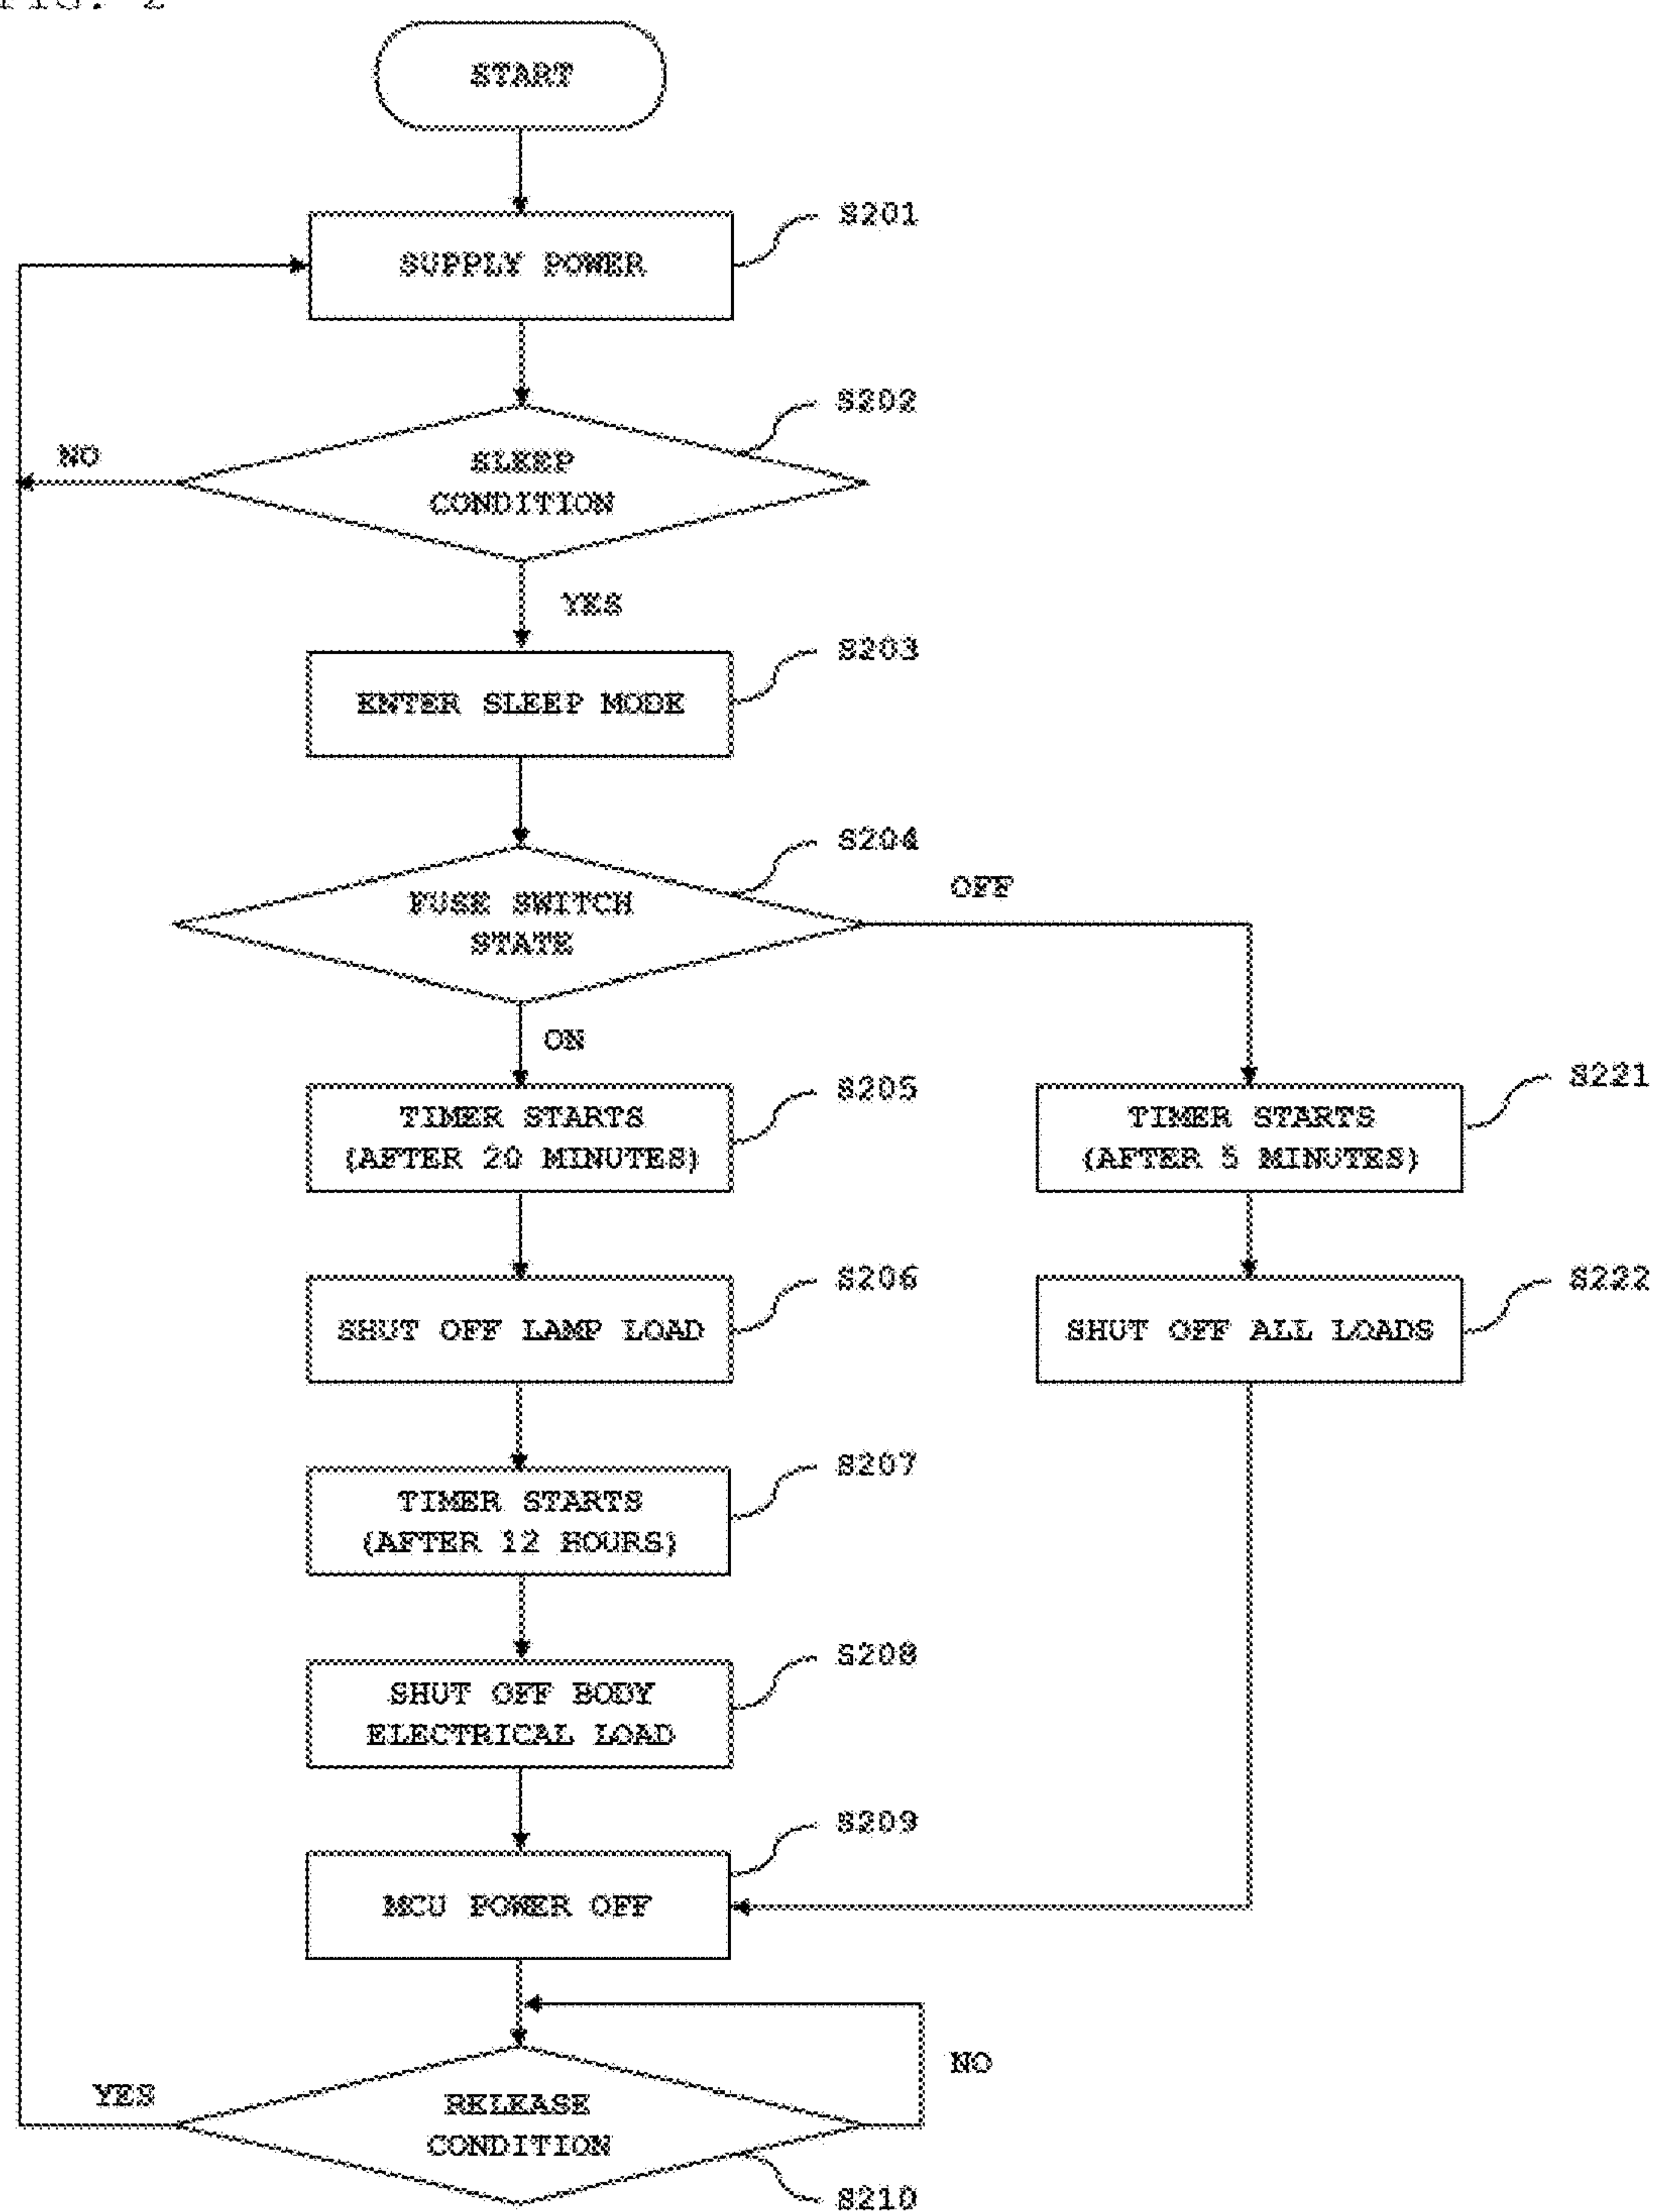 FIG. 2
START
S201
SUPPLY POWER
S202
NO
SLEEP
CONDITION
YES
S203
ENTER SLEEP MODE
S204
OFF
FUSE SWITCH
STATE
ON
S205
TIMER STARTS
(AFTER 20 MINUTES)
S221
TIMER STARTS
(AFTER 5 MINUTES)
S206
SHUT OFF LAMP LOAD
S222
SHUT OFF ALL LOADS
S207
TIMER STARTS
(AFTER 12 HOURS)
S208
SHUT OFF BODY
ELECTRICAL LOAD
S209
MCU POWER OFF
NO
YES
RELEASE
CONDITION
S210